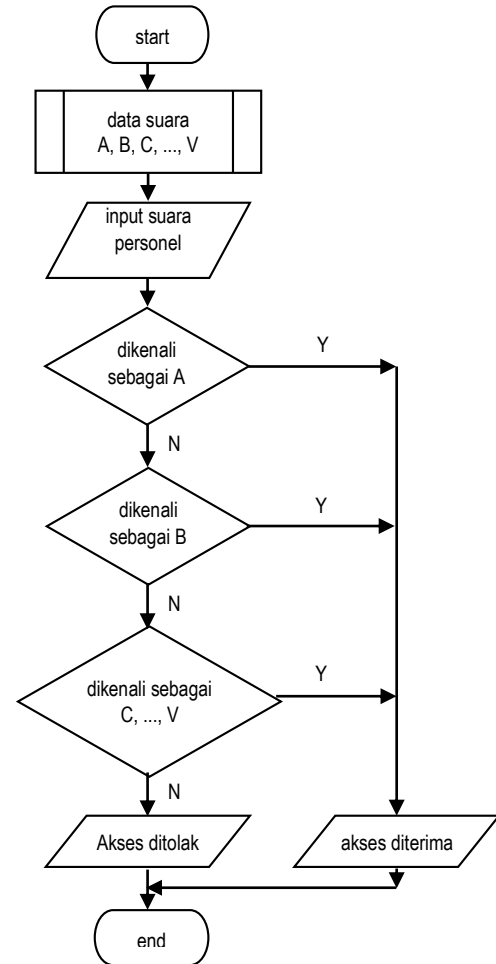 start
data suara
A, B, C, ..., V
input suara
personel
dikenali
sebagai A
Y
N
dikenali
sebagai B
Y
N
dikenali sebagai
C, ..., V
Y
N
Akses ditolak
akses diterima
end